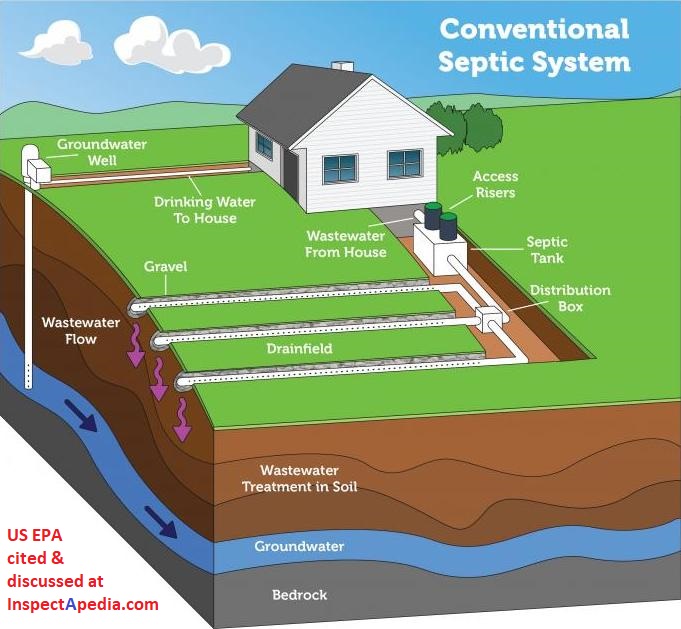 Conventional
Septic System
Groundwater
Well
Drinking Water
To House
Access
Risers
Wastewater
From House
Septic
Tank
Gravel
Distribution
Box
Wastewater
Flow
Drainfield
Wastewater
Treatment in Soil
Groundwater
Bedrock
US EPA
cited &
discussed at
InspectApedia.com